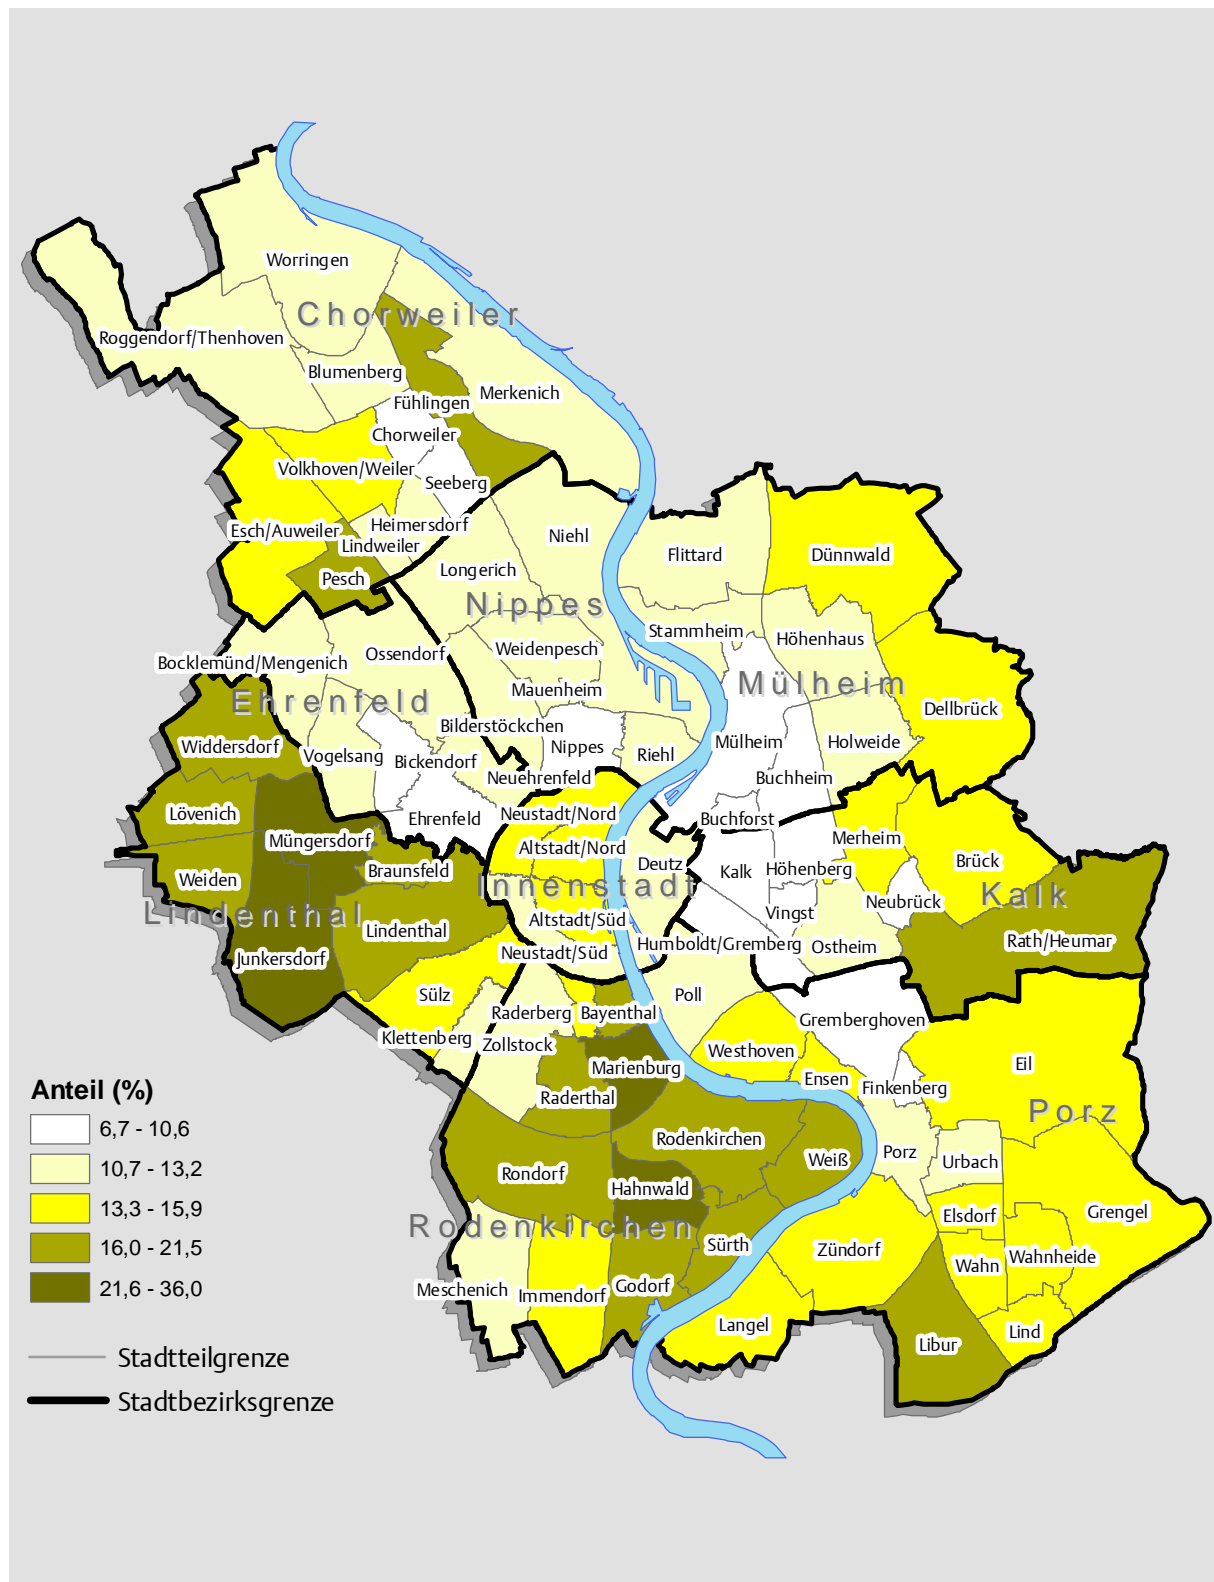 Worringen
Chorweiler
Roggendorf/Thenhoven
Blumenberg
Merkenich
Fühlingen
Chorweiler
Volkhoven/Weiler
Seeberg
Heimersdorf
Esch/Auweiler
Lindweiler
Pesch
Niehl
Longerich
Flittard
Dünnwald
Nippes
Stammheim
Höhenhaus
Weidenpesch
Ossendorf
Bocklemünd/Mengenich
Mauenheim
Mülheim
Ehrenfeld
Dellbrück
Bilderstöckchen
Widdersdorf
Vogelsang
Nippes
Riehl
Mülheim
Holweide
Bickendorf
Neuehrenfeld
Buchheim
Lövenich
Ehrenfeld
Neustadt/Nord
Buchforst
Müngersdorf
Altstadt/Nord
Merheim
Deutz
Brück
Braunsfeld
Kalk
Höhenberg
Weiden
Innenstadt
Kalk
Neubrück
Lindenthal
Altstadt/Süd
Vingst
Lindenthal
Humboldt/Gremberg
Ostheim
Rath/Heumar
Junkersdorf
Neustadt/Süd
Sülz
Poll
Raderberg
Bayenthal
Gremberghoven
Klettenberg
Zollstock
Westhoven
Marienburg
Eil
Ensen
Finkenberg
Raderthal
Porz
Rodenkirchen
Porz
Weiß
Urbach
Rondorf
Hahnwald
Rodenkirchen
Elsdorf
Grengel
Sürth
Zündorf
Wahn
Wahnheide
Meschenich
Immendorf
Godorf
Langel
Lind
Libur
Anteil (%)
6,7 - 10,6
10,7 - 13,2
13,3 - 15,9
16,0 - 21,5
21,6 - 36,0
Stadtteilgrenze
Stadtbezirksgrenze